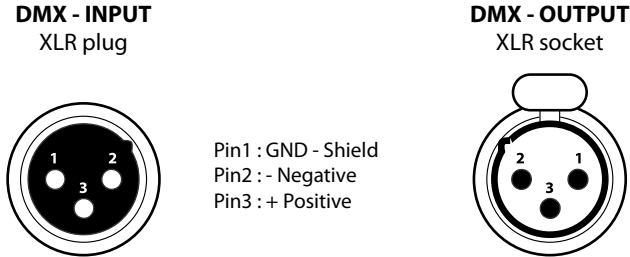 DMX - INPUT
XLR plug
1 2
3
Pin1 : GND - Shield
Pin2 : - Negative
Pin3 : + Positive
DMX - OUTPUT
XLR socket
2 1
3